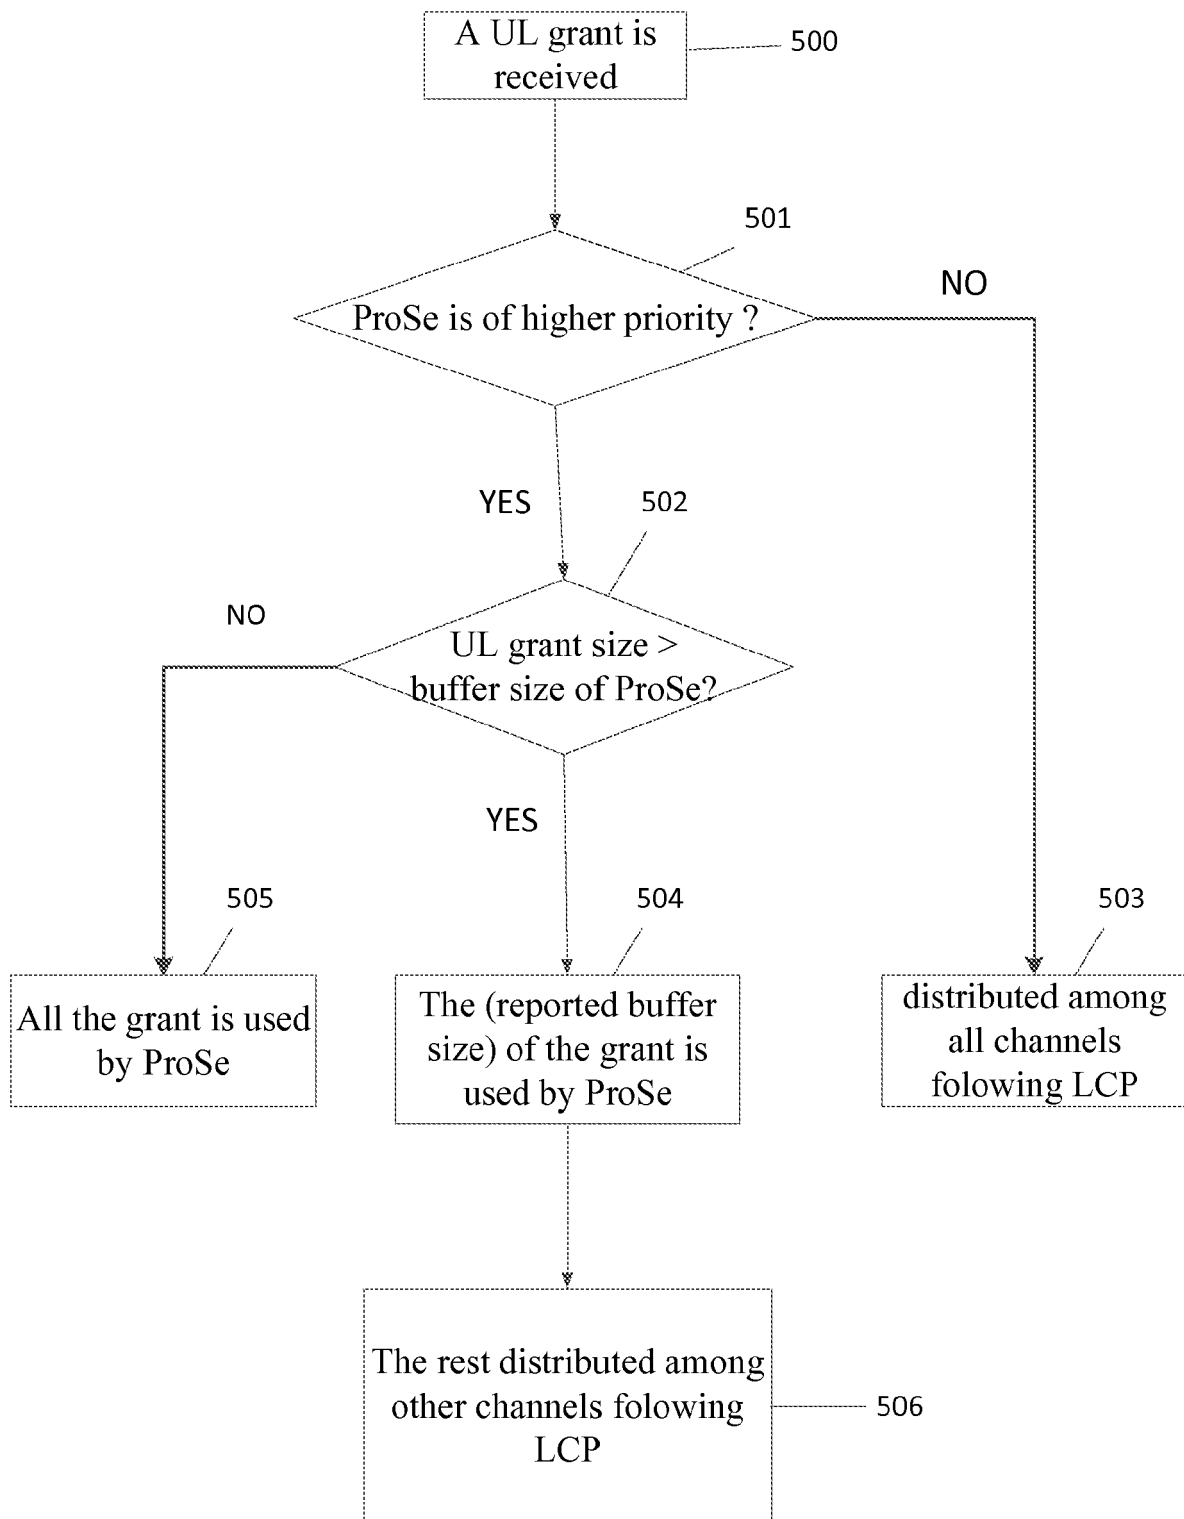 A UL grant is
received
500
501
ProSe is of higher priority ?
NO
YES
502
NO
UL grant size >
buffer size of ProSe?
YES
505
504
503
All the grant is used
by ProSe
The (reported buffer
size) of the grant is
used by ProSe
distributed among
all channels
folowing LCP
The rest distributed among
other channels folowing
LCP
506